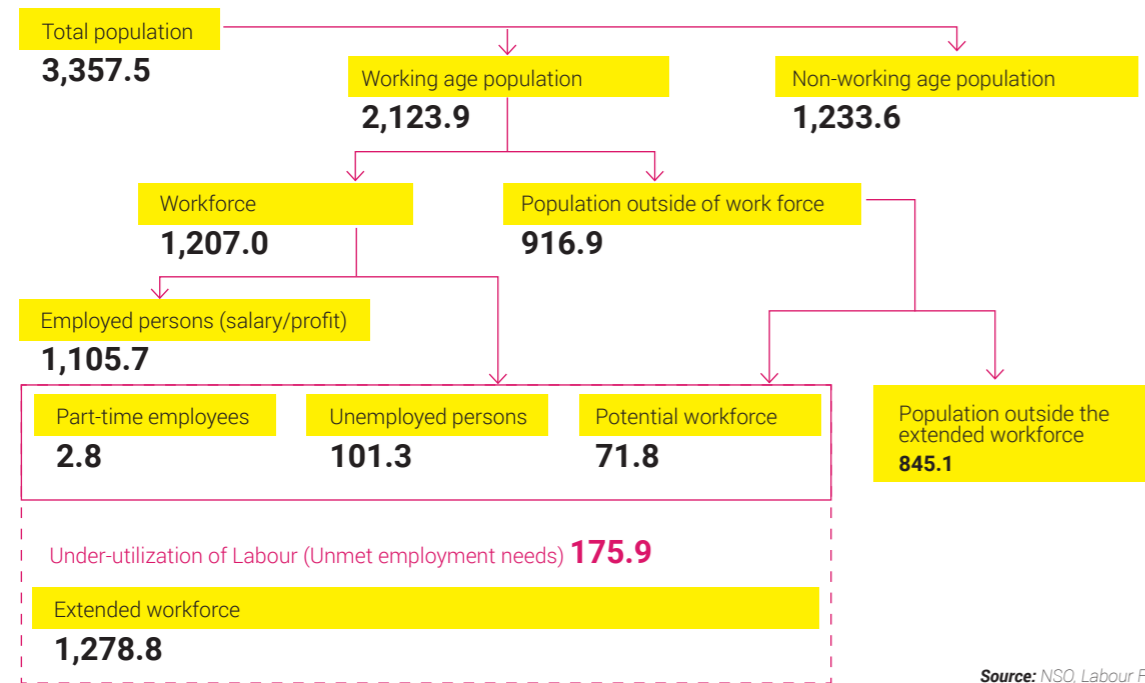 Total population
3,357.5
Working age population
2,123.9
Non-working age population
1,233.6
Workforce
1,207.0
Population outside of work force
916.9
Employed persons (salary/profit)
1,105.7
Part-time employees
2.8
Unemployed persons
101.3
Potential workforce
71.8
Population outside the
extended workforce
845.1
Under-utilization of Labour (Unmet employment needs) 175.9
Extended workforce
1,278.8
Source: NSO, Labour F